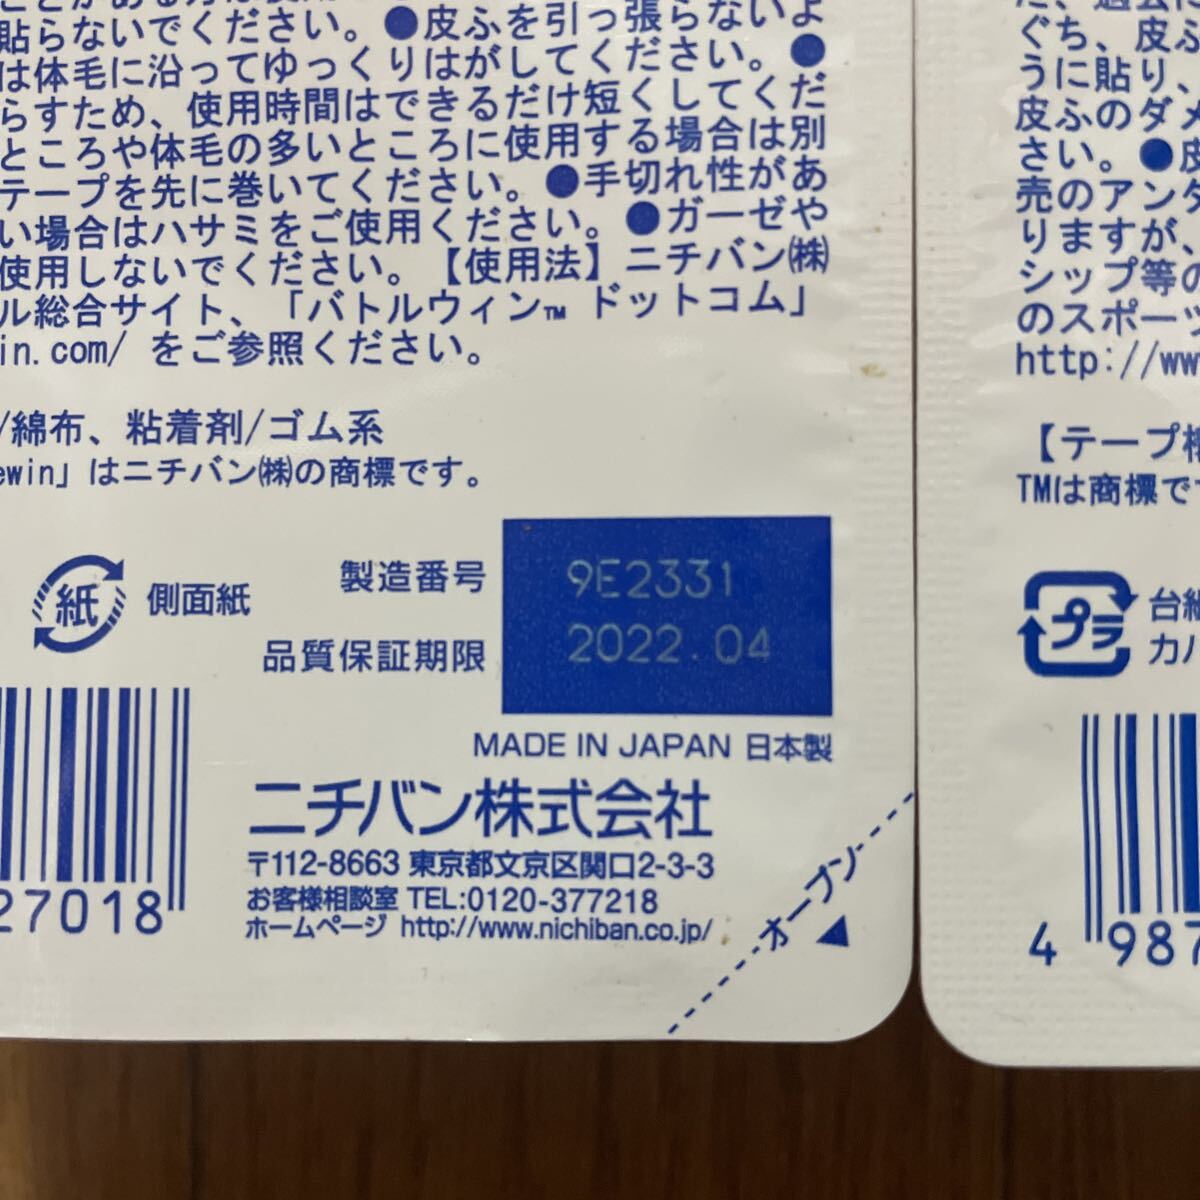 貼らないでください。●皮ふを引っ張らないよ
は体毛に沿ってゆっくりはがしてください。●
らすため、使用時間はできるだけ短くしてくだ
ところや体毛の多いところに使用する場合は別
テープを先に巻いてください。●手切れ性があ
い場合はハサミをご使用ください。●ガーゼや
使用しないでください。【使用法】ニチバン㈱
ル総合サイト、「バトルウィン™ドットコム」
in.com/ をご参照ください。
/綿布、粘着剤/ゴム系
ewin」はニチバン㈱の商標です。
紙 側面紙
製造番号 9E2331
品質保証期限 2022.04
MADE IN JAPAN 日本製
ニチバン株式会社
〒112-8663 東京都文京区関口2-3-3
お客様相談室 TEL:0120-377218
ホームページ http://www.nichiban.co.jp/
27018
オープン
ぐち、皮ふ
うに貼り、
皮ふのダメ
さい。●皮
売のアンダ
りますが、
シップ等の
のスポーツ
http://ww
【テープ
TMは商標で
プラ 台紙
カバ
4 987